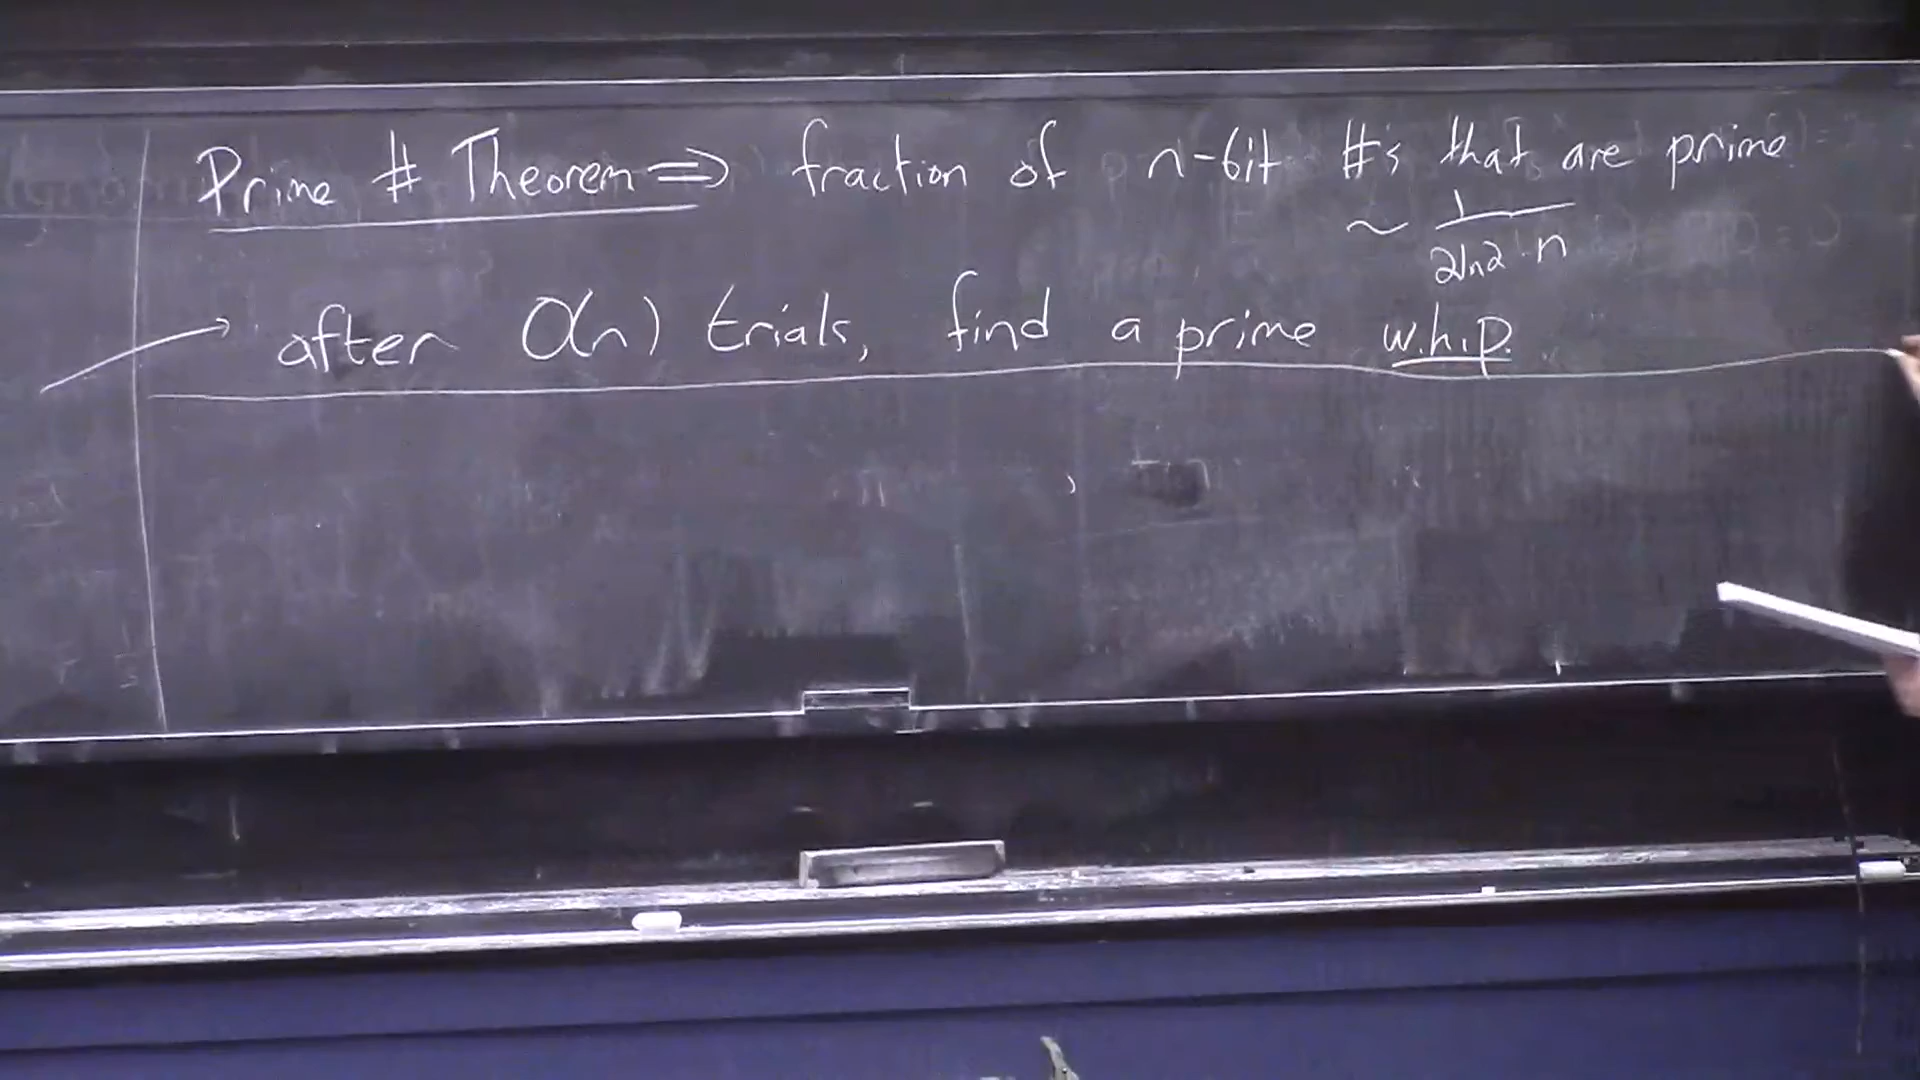 Prime # Theorem ⇒ fraction of n-bit #s that are prime
~ 1/(2ln2·n)
after O(n) trials, find a prime w.h.p.